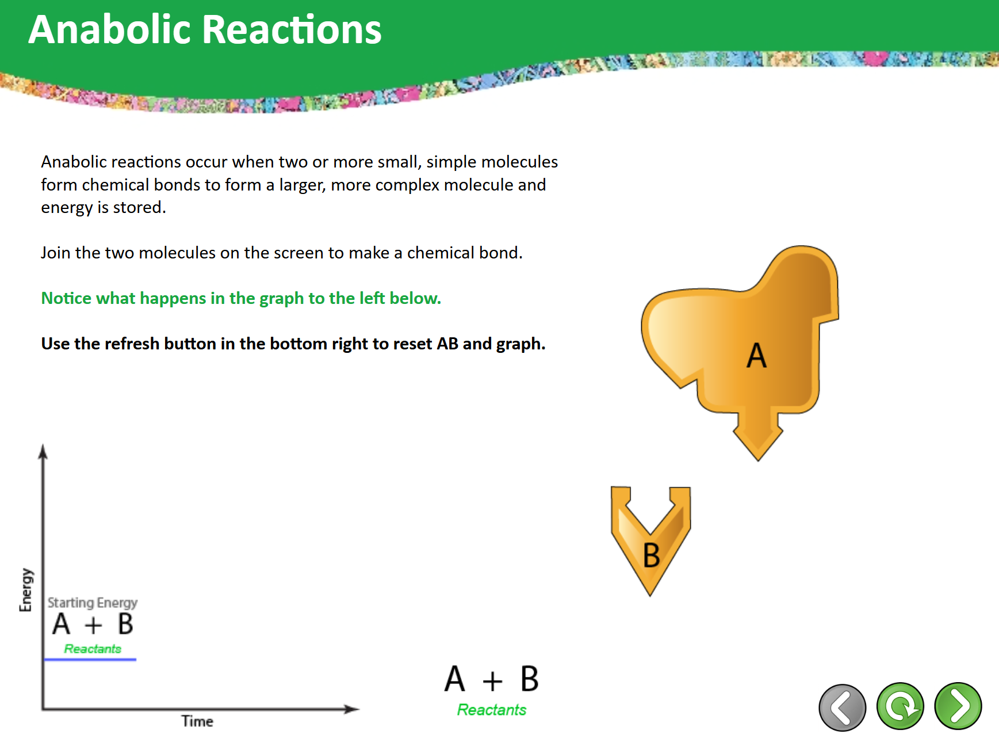 Anabolic Reactions
Anabolic reactions occur when two or more small, simple molecules
form chemical bonds to form a larger, more complex molecule and
energy is stored.
Join the two molecules on the screen to make a chemical bond.
Notice what happens in the graph to the left below.
Use the refresh button in the bottom right to reset AB and graph.
A
B
Energy
Starting Energy
A + B
Reactants
Time
A + B
Reactants